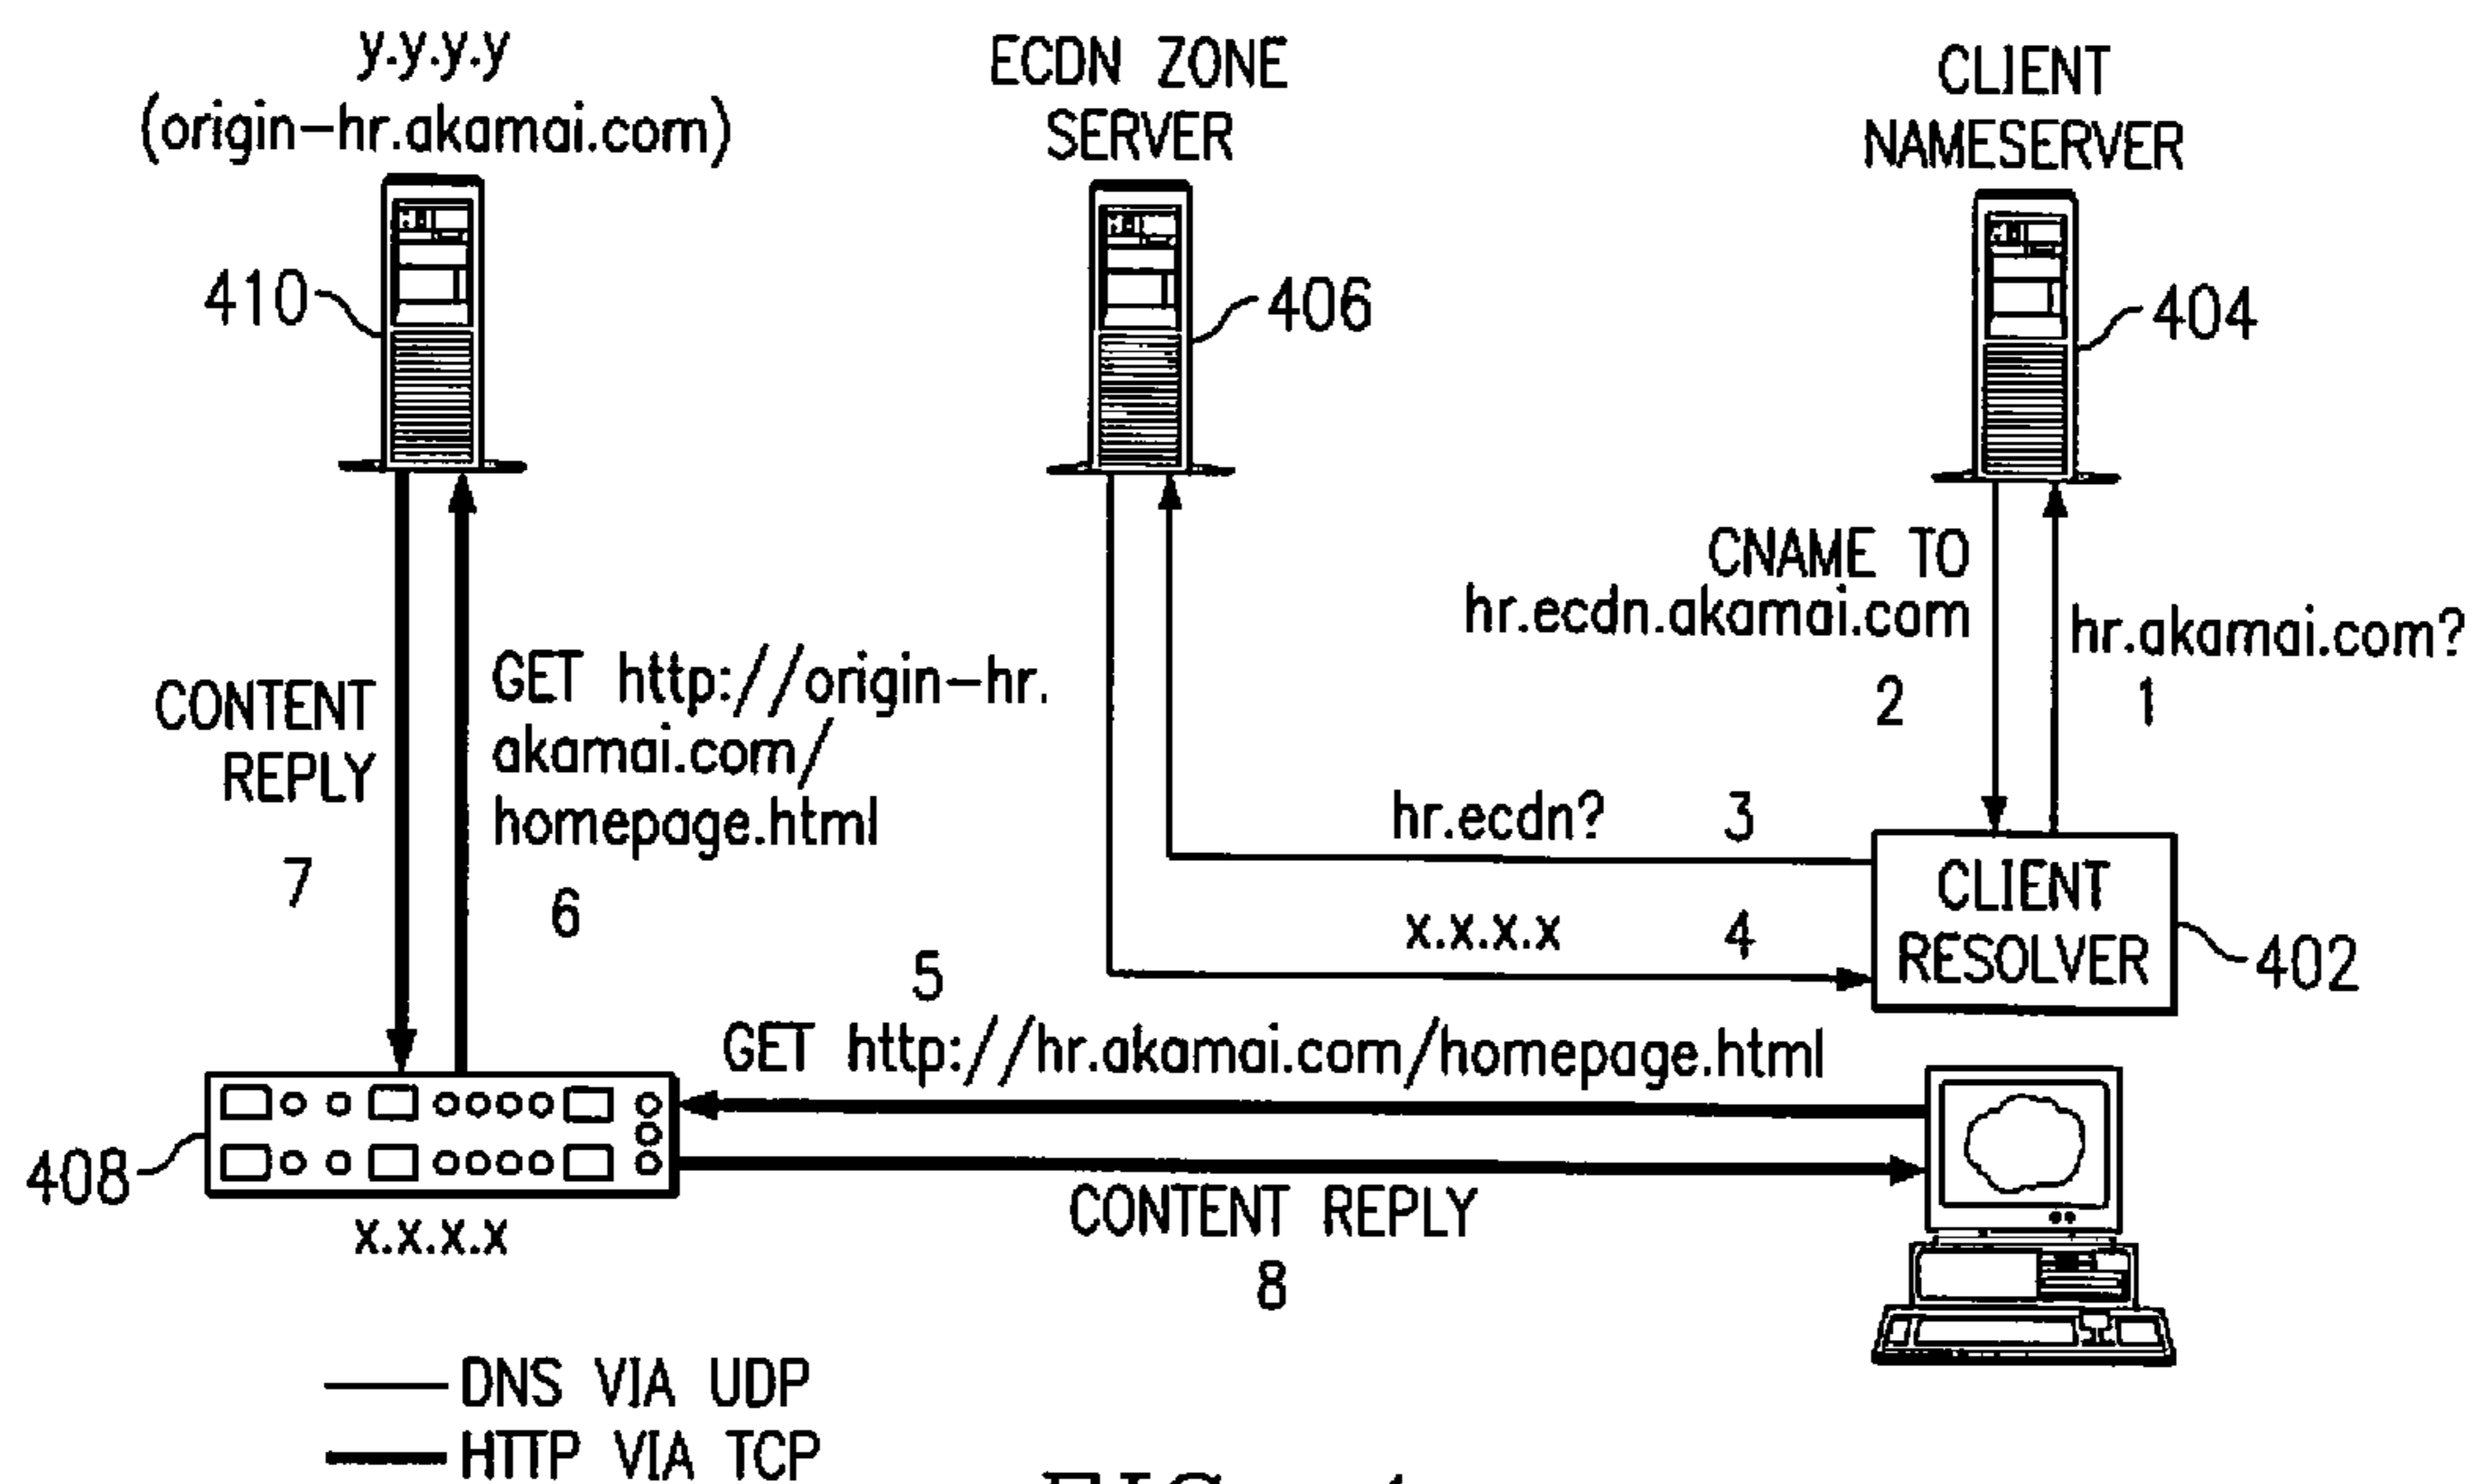 y.y.y.y
(origin-hr.akamai.com)
ECDN ZONE
SERVER
CLIENT
NAMESERVER
410
406
404
CNAME TO
hr.ecdn.akamai.com
2
hr.akamai.com?
1
CONTENT
REPLY
7
GET http://origin-hr.
akamai.com/
homepage.html
6
hr.ecdn? 3
x.x.x.x 4
CLIENT
RESOLVER
402
5
GET http://hr.akamai.com/homepage.html
408
x.x.x.x
CONTENT REPLY
8
DNS VIA UDP
HTTP VIA TCP